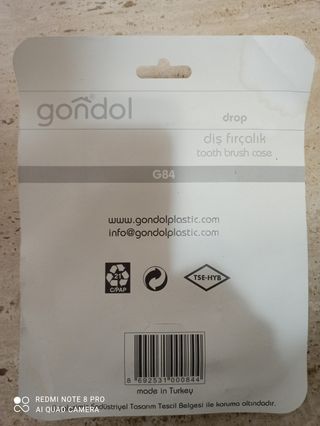 gondol®
drop
diş fırçalık
tooth brush case
G84
www.gondolplastic.com
info@gondolplastic.com
21
C/PAP
TSE-HYB
8 692531 000844
made in Turkey
Endüstriyel Tasarım Tescil Belgesi ile koruma altındadır.
REDMI NOTE 8 PRO
AI QUAD CAMERA